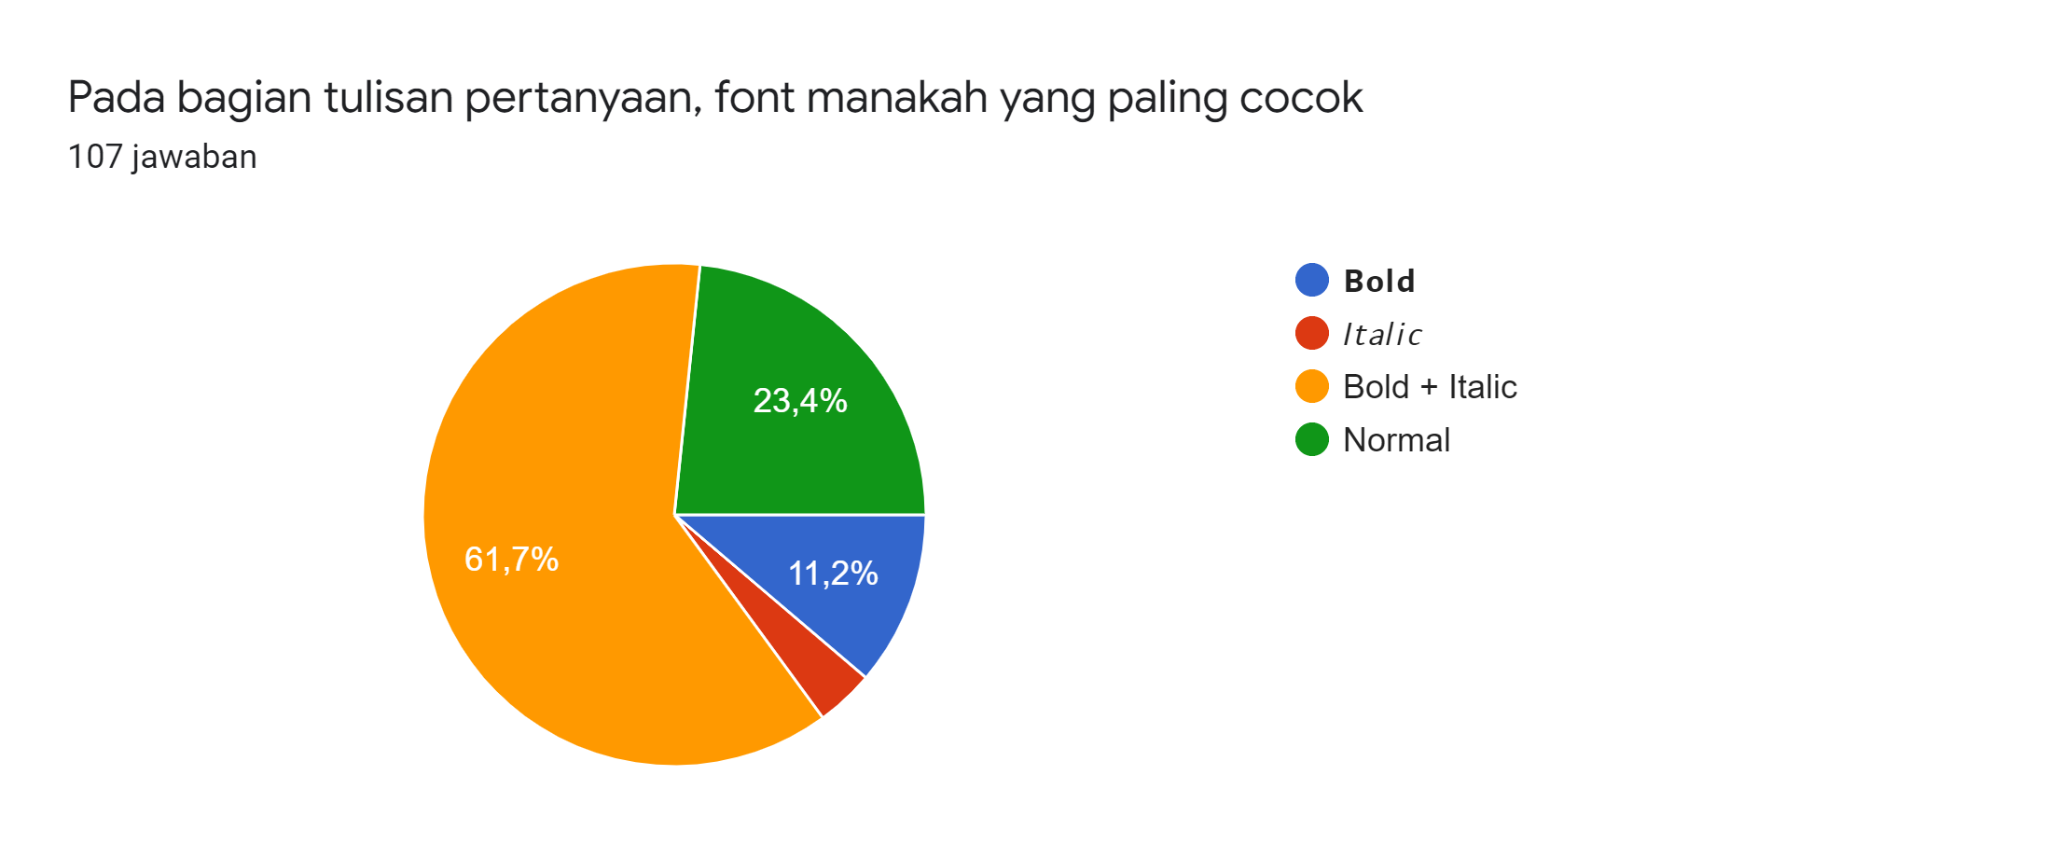 Pada bagian tulisan pertanyaan, font manakah yang paling cocok
107 jawaban
Bold
Italic
Bold + Italic
Normal
23,4%
61,7%
11,2%